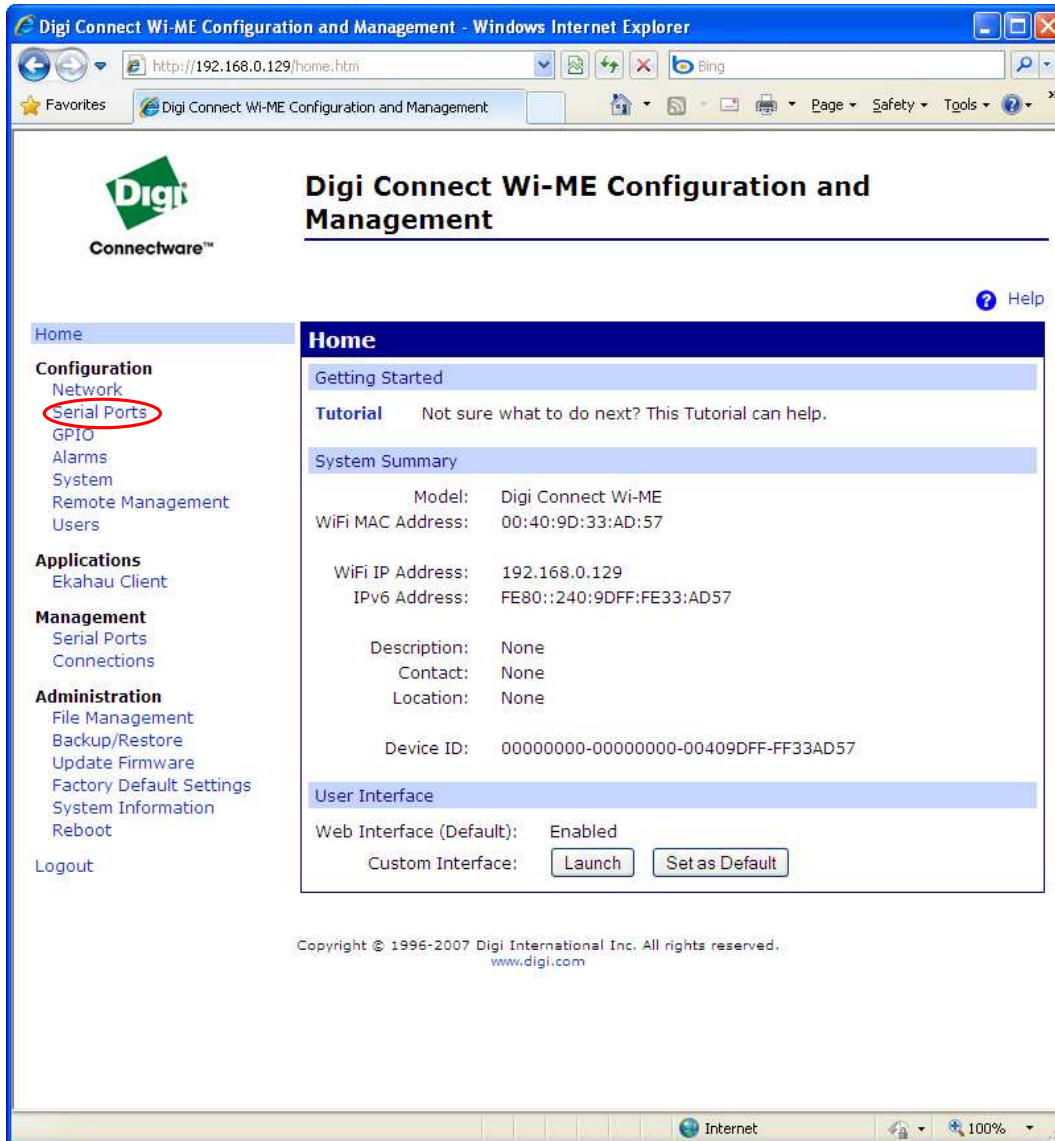 Digi Connect Wi-ME Configuration and Management - Windows Internet Explorer
http://192.168.0.129/home.htm
Bing
Favorites
Digi Connect Wi-ME Configuration and Management
Page
Safety
Tools
»
Digi
Connectware™
Digi Connect Wi-ME Configuration and
Management
Help
Home
Configuration
Network
Serial Ports
GPIO
Alarms
System
Remote Management
Users
Applications
Ekahau Client
Management
Serial Ports
Connections
Administration
File Management
Backup/Restore
Update Firmware
Factory Default Settings
System Information
Reboot
Logout
Home
Getting Started
Tutorial Not sure what to do next? This Tutorial can help.
System Summary
Model: Digi Connect Wi-ME
WiFi MAC Address: 00:40:9D:33:AD:57
WiFi IP Address: 192.168.0.129
IPv6 Address: FE80::240:9DFF:FE33:AD57
Description: None
Contact: None
Location: None
Device ID: 00000000-00000000-00409DFF-FF33AD57
User Interface
Web Interface (Default): Enabled
Custom Interface: Launch Set as Default
Copyright © 1996-2007 Digi International Inc. All rights reserved.
www.digi.com
Internet
100%